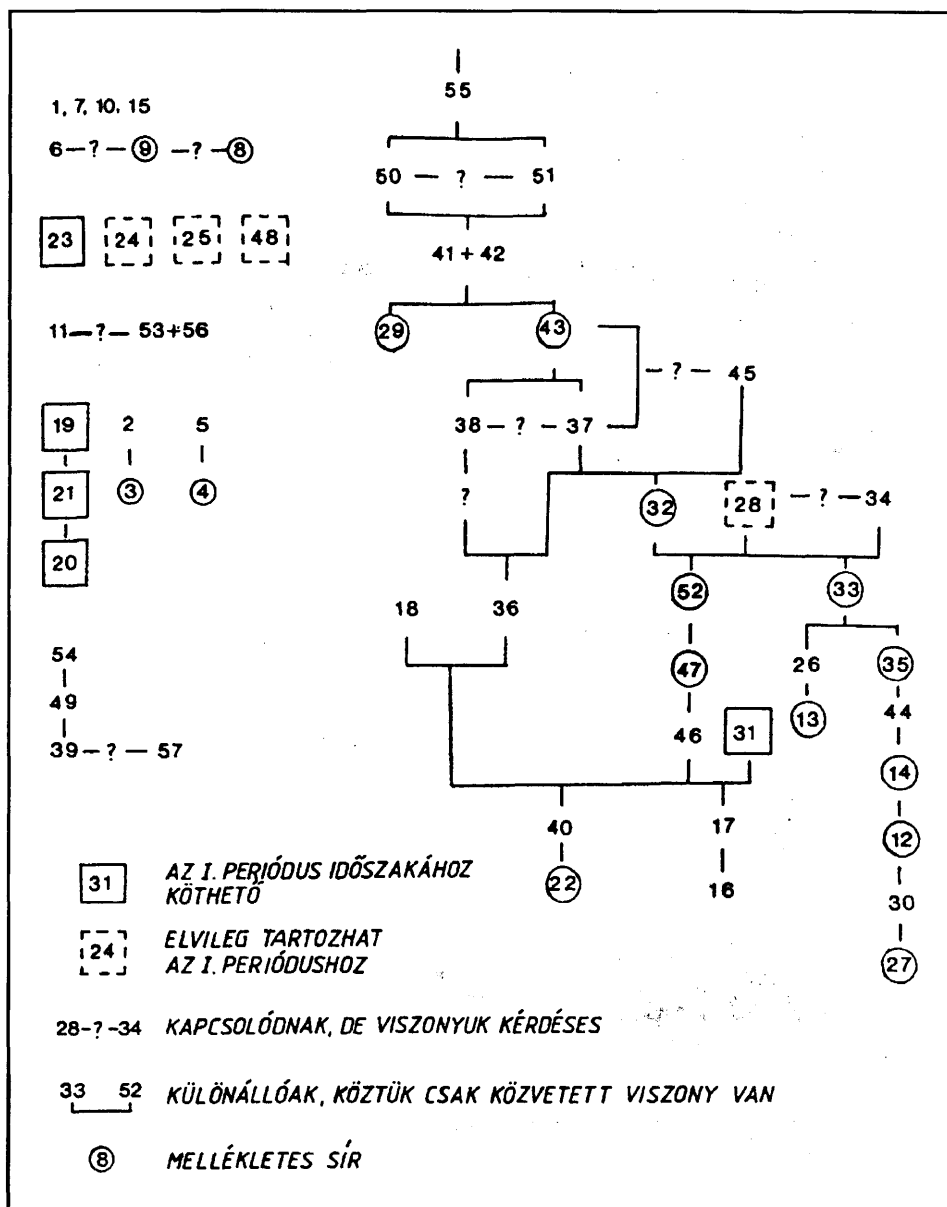 55
1, 7, 10, 15
6—?—9—?—8
50 — ? — 51
23 24 25 48
41 + 42
11—?— 53+56
29 43
—?— 45
19 2 5
38 — ? — 37
21 3 4
? 32 28 —?—34
20
52 33
18 36
54
47 26 35
49
13 44
39—?— 57
46 31
14
40 17
12
22 16
30
27
31 AZ I. PERIÓDUS IDŐSZAKÁHOZ
KÖTHETŐ
24 ELVILEG TARTOZHAT
AZ I. PERIÓDUSHOZ
28-?-34 KAPCSOLÓDNAK, DE VISZONYUK KÉRDÉSES
33 52 KÜLÖNÁLLÓAK, KÖZTÜK CSAK KÖZVETETT VISZONY VAN
8 MELLÉKLETES SÍR